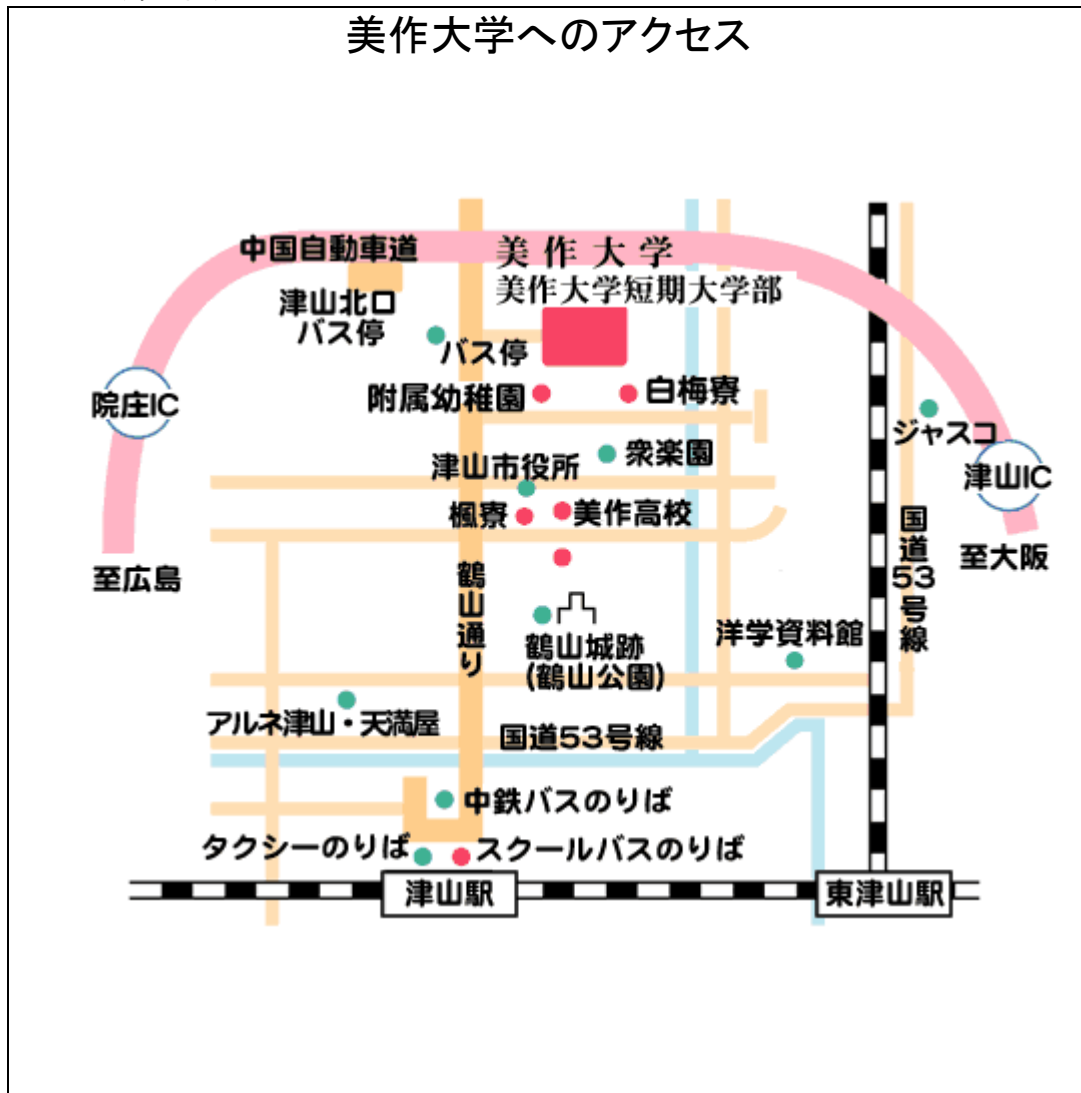 美作大学へのアクセス
中国自動車道
美作大学
美作大学短期大学部
津山北口
バス停
バス停
院庄IC
附属幼稚園
白梅寮
ジャスコ
津山市役所
衆楽園
津山IC
楓寮
美作高校
国道53号線
至広島
至大阪
鶴山通り
洋学資料館
鶴山城跡
(鶴山公園)
アルネ津山・天満屋
国道53号線
中鉄バスのりば
タクシーのりば
スクールバスのりば
津山駅
東津山駅